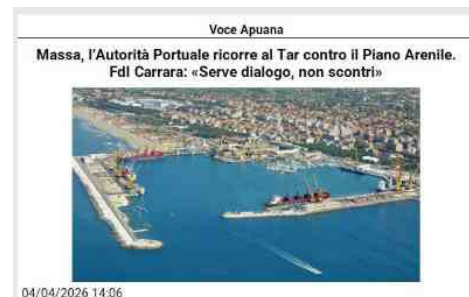 Voce Apuana
Massa, l'Autorità Portuale ricorre al Tar contro il Piano Arenile.
FdI Carrara: «Serve dialogo, non scontri»
04/04/2026 14:06